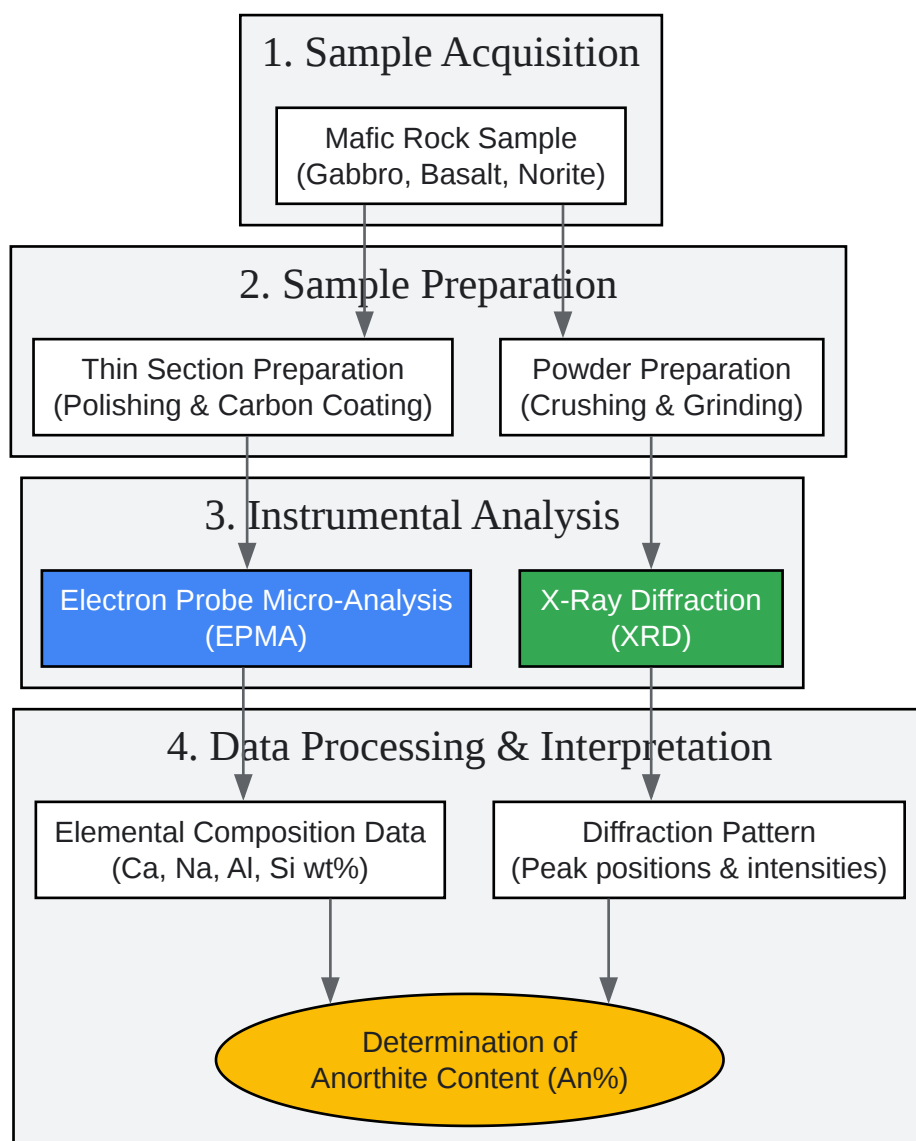 1. Sample Acquisition
Mafic Rock Sample
(Gabbro, Basalt, Norite)
2. Sample Preparation
Thin Section Preparation
(Polishing & Carbon Coating)
Powder Preparation
(Crushing & Grinding)
3. Instrumental Analysis
Electron Probe Micro-Analysis
(EPMA)
X-Ray Diffraction
(XRD)
4. Data Processing & Interpretation
Elemental Composition Data
(Ca, Na, Al, Si wt%)
Diffraction Pattern
(Peak positions & intensities)
Determination of
Anorthite Content (An%)